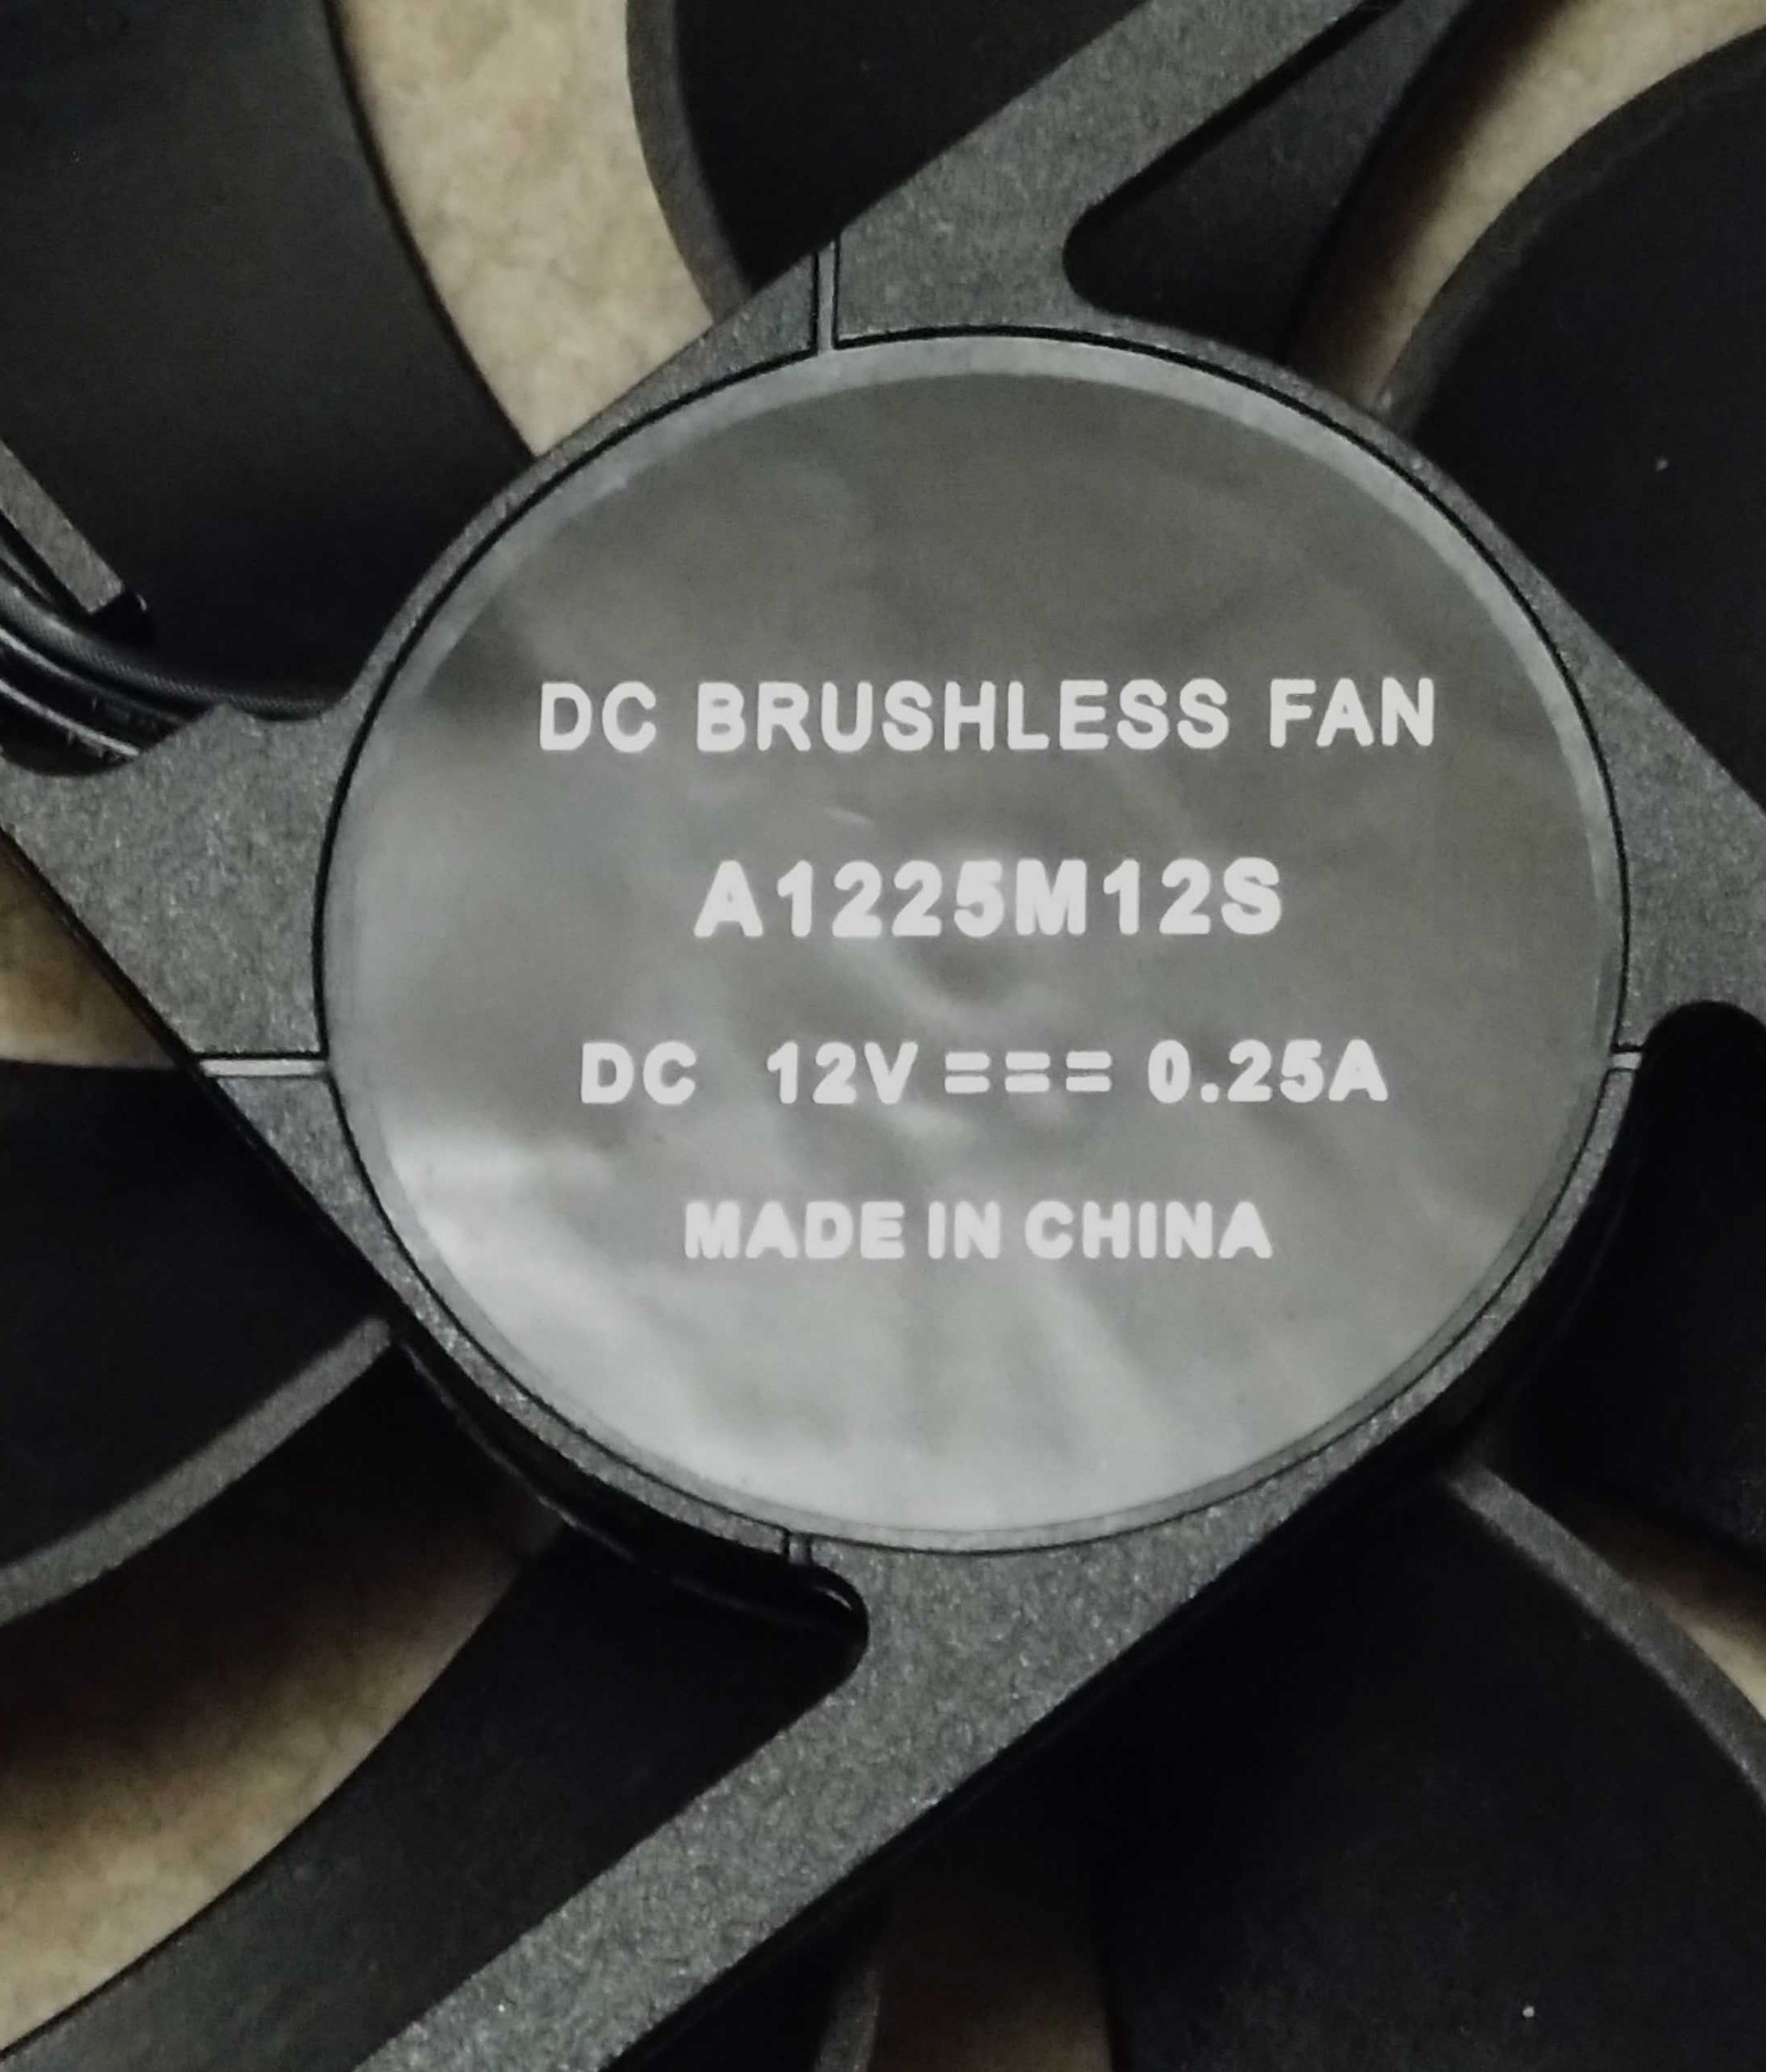 DC BRUSHLESS FAN
A1225M12S
DC 12V === 0.25A
MADE IN CHINA